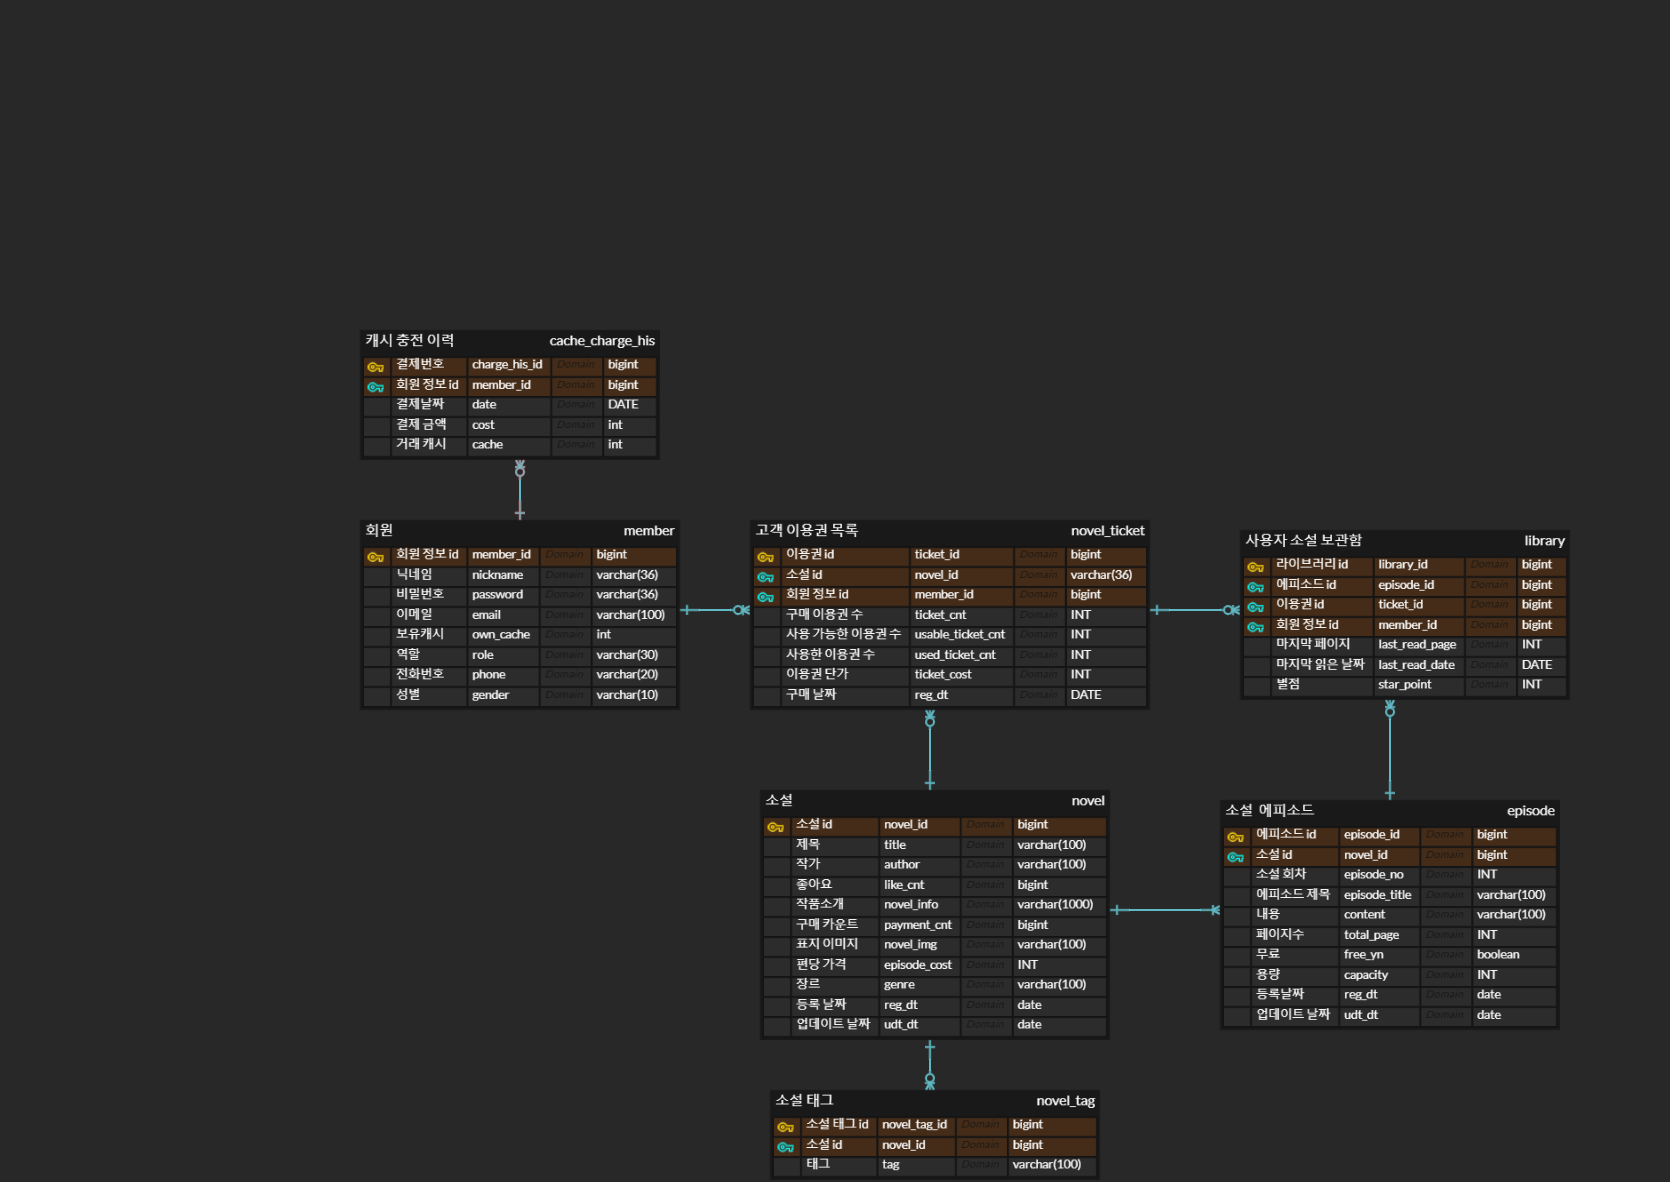 캐시 충전 이력 cache_charge_his
결제번호 charge_his_id Domain bigint
회원 정보 id member_id Domain bigint
결제날짜 date Domain DATE
결제 금액 cost Domain int
거래 캐시 cache Domain int
회원 member
회원 정보 id member_id Domain bigint
닉네임 nickname Domain varchar(36)
비밀번호 password Domain varchar(36)
이메일 email Domain varchar(100)
보유캐시 own_cache Domain int
역할 role Domain varchar(30)
전화번호 phone Domain varchar(20)
성별 gender Domain varchar(10)
고객 이용권 목록 novel_ticket
이용권 id ticket_id Domain bigint
소설 id novel_id Domain varchar(36)
회원 정보 id member_id Domain bigint
구매 이용권 수 ticket_cnt Domain INT
사용 가능한 이용권 수 usable_ticket_cnt Domain INT
사용한 이용권 수 used_ticket_cnt Domain INT
이용권 단가 ticket_cost Domain INT
구매 날짜 reg_dt Domain DATE
사용자 소설 보관함 library
라이브러리 id library_id Domain bigint
에피소드 id episode_id Domain bigint
이용권 id ticket_id Domain bigint
회원 정보 id member_id Domain bigint
마지막 페이지 last_read_page Domain INT
마지막 읽은 날짜 last_read_date Domain DATE
별점 star_point Domain INT
소설 novel
소설 id novel_id Domain bigint
제목 title Domain varchar(100)
작가 author Domain varchar(100)
좋아요 like_cnt Domain bigint
작품소개 novel_info Domain varchar(1000)
구매 카운트 payment_cnt Domain bigint
표지 이미지 novel_img Domain varchar(100)
편당 가격 episode_cost Domain INT
장르 genre Domain varchar(100)
등록 날짜 reg_dt Domain date
업데이트 날짜 udt_dt Domain date
소설 에피소드 episode
에피소드 id episode_id Domain bigint
소설 id novel_id Domain bigint
소설 회차 episode_no Domain INT
에피소드 제목 episode_title Domain varchar(100)
내용 content Domain varchar(100)
페이지수 total_page Domain INT
무료 free_yn Domain boolean
용량 capacity Domain INT
등록날짜 reg_dt Domain date
업데이트 날짜 udt_dt Domain date
소설 태그 novel_tag
소설 태그 id novel_tag_id Domain bigint
소설 id novel_id Domain bigint
태그 tag Domain varchar(100)